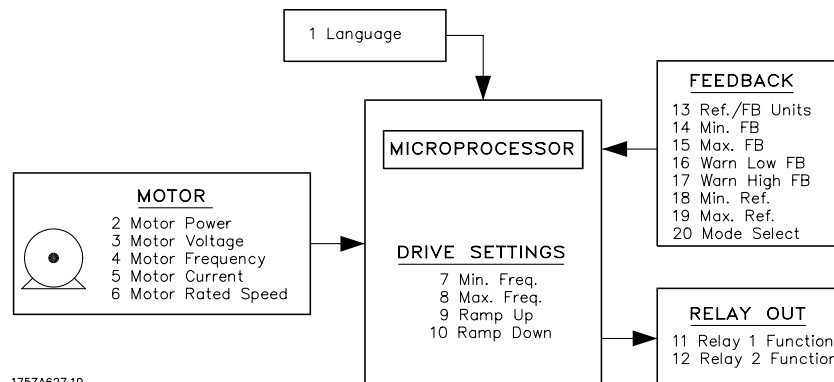 1 Language
FEEDBACK
13 Ref./FB Units
14 Min. FB
15 Max. FB
16 Warn Low FB
17 Warn High FB
18 Min. Ref.
19 Max. Ref.
20 Mode Select
MICROPROCESSOR
MOTOR
2 Motor Power
3 Motor Voltage
4 Motor Frequency
5 Motor Current
6 Motor Rated Speed
DRIVE SETTINGS
7 Min. Freq.
8 Max. Freq.
9 Ramp Up
10 Ramp Down
RELAY OUT
11 Relay 1 Function
12 Relay 2 Function